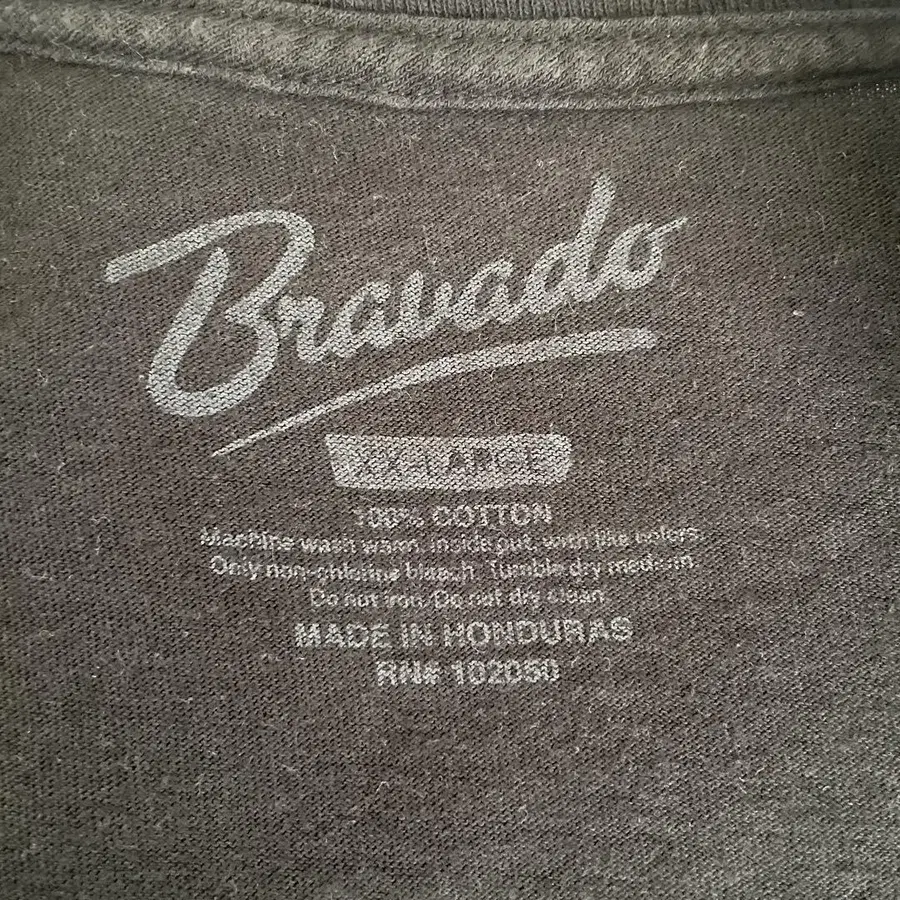 Bravado
100% COTTON
Machine wash warm, inside out, with like colors.
Only non-chlorine bleach. Tumble dry medium.
Do not iron. Do not dry clean.
MADE IN HONDURAS
RN# 102050